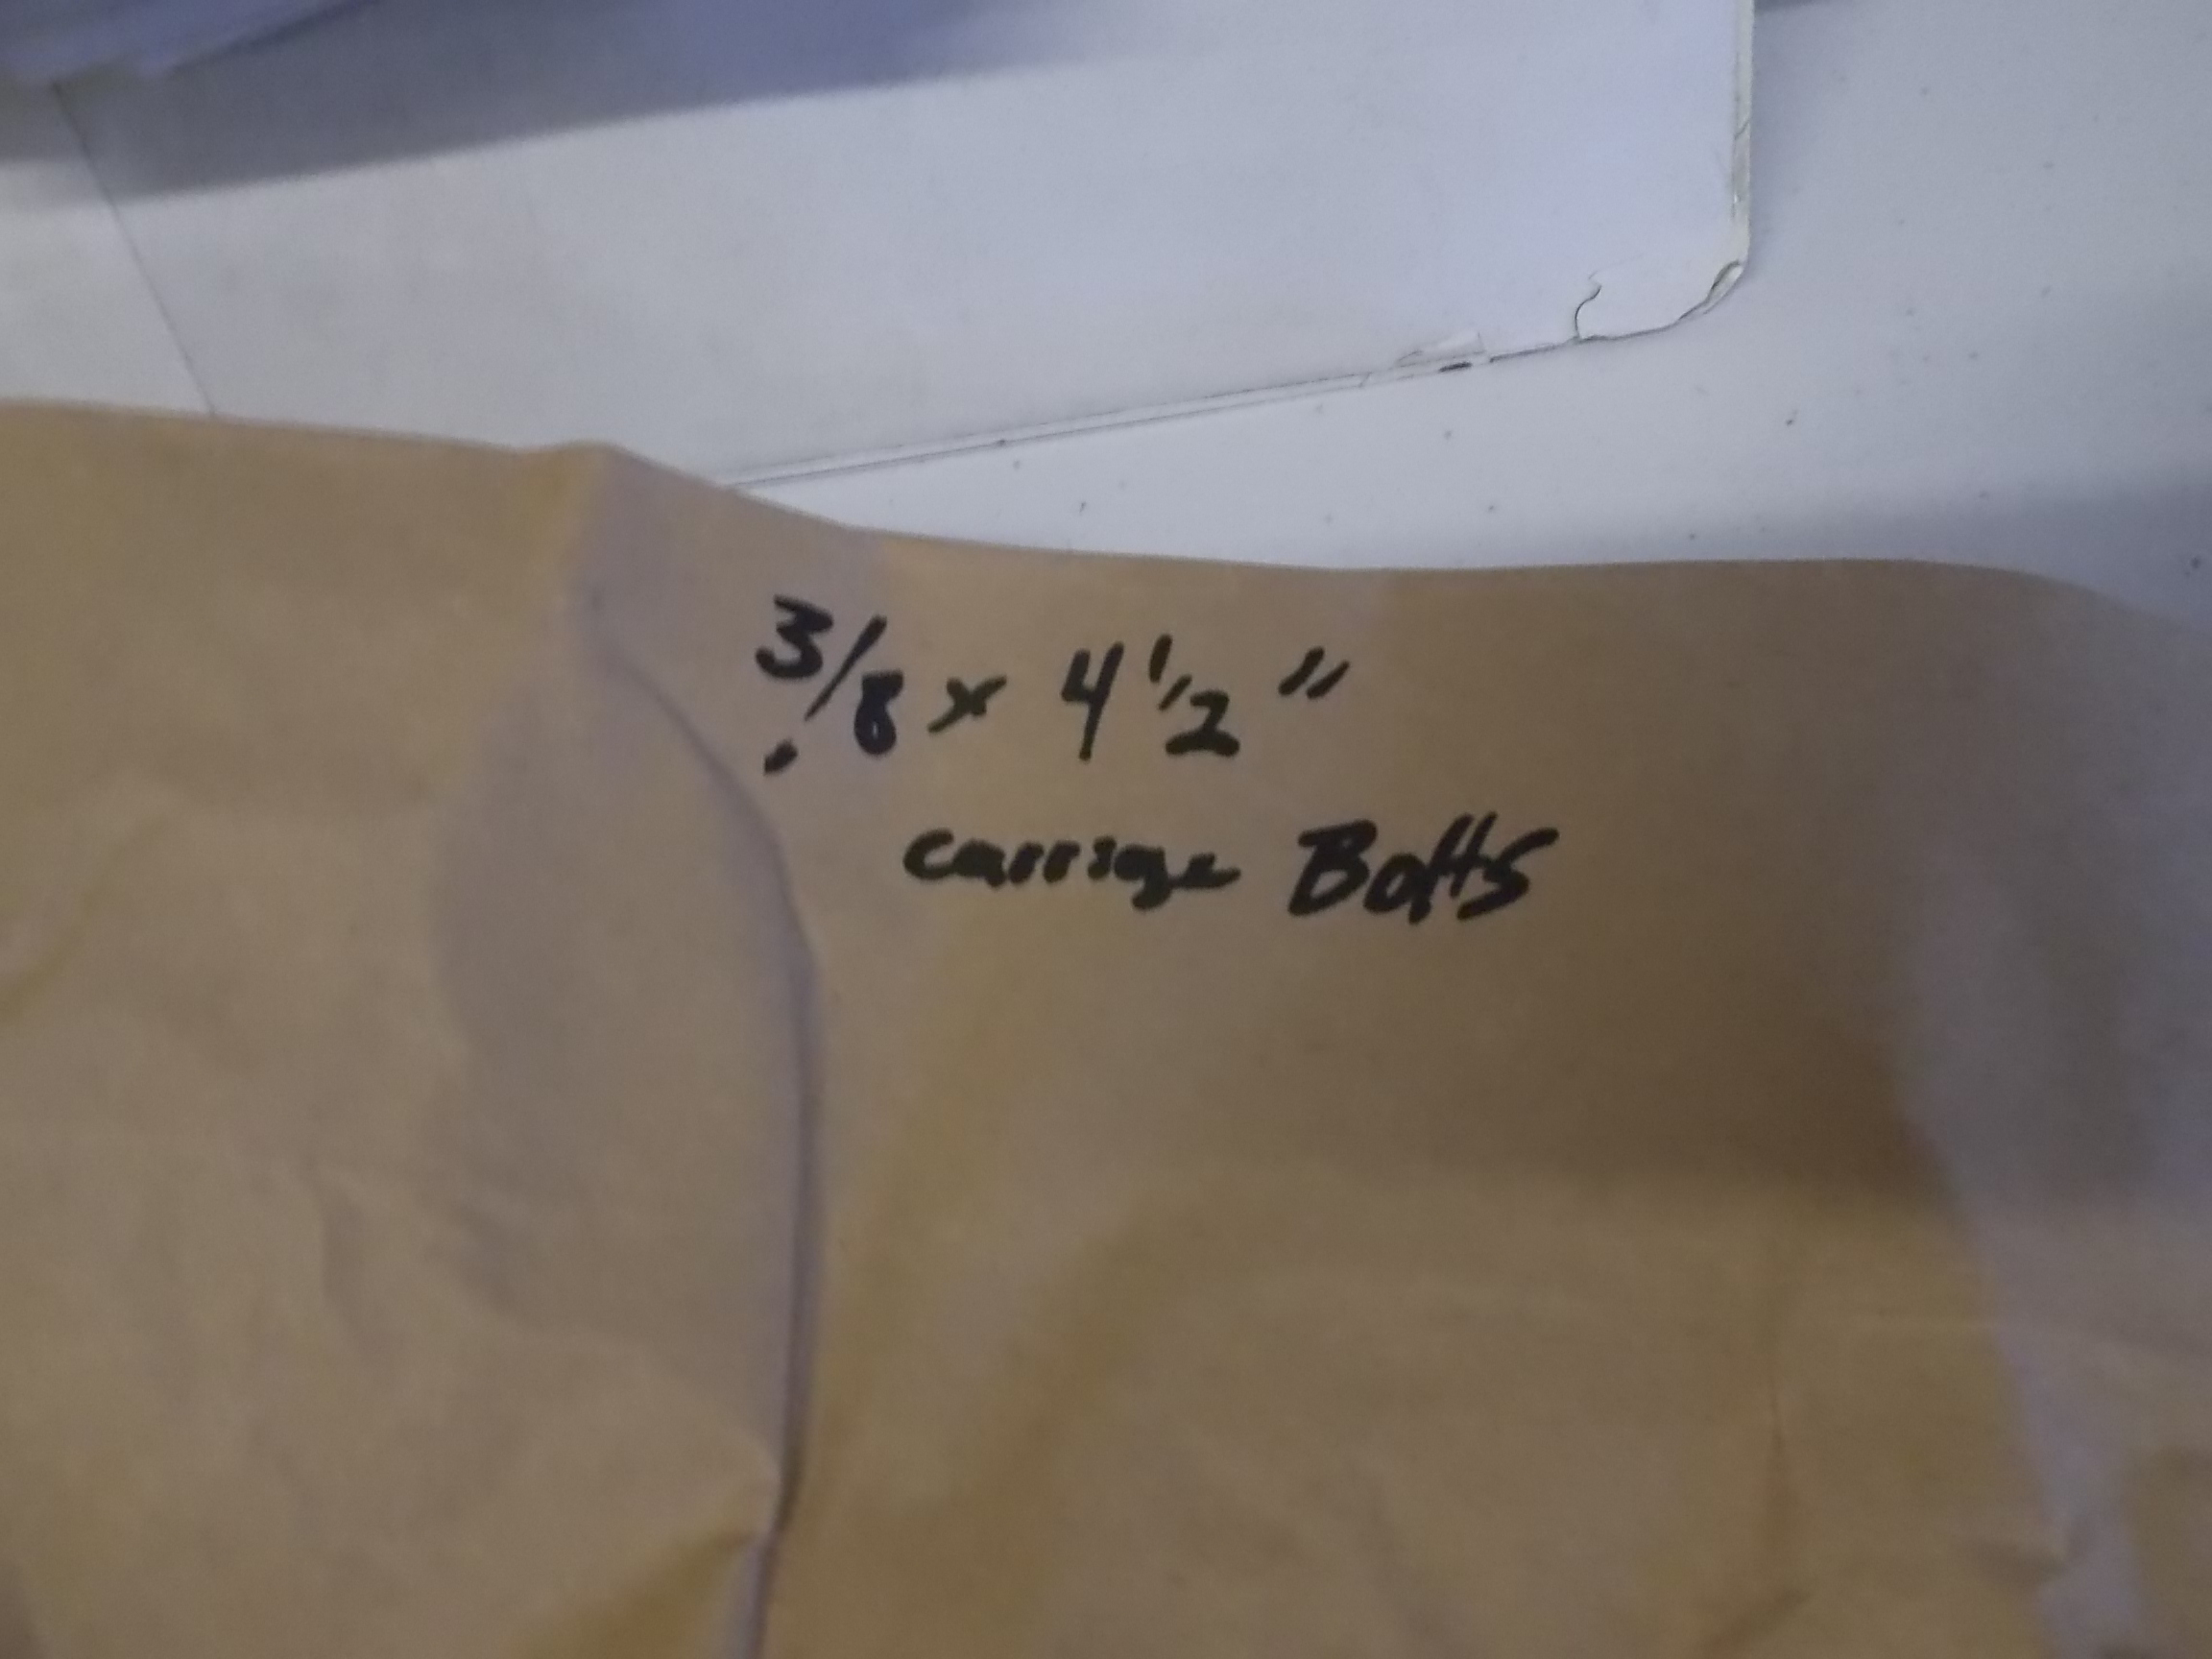 3/8 x 4 1/2"
carriage Bolts